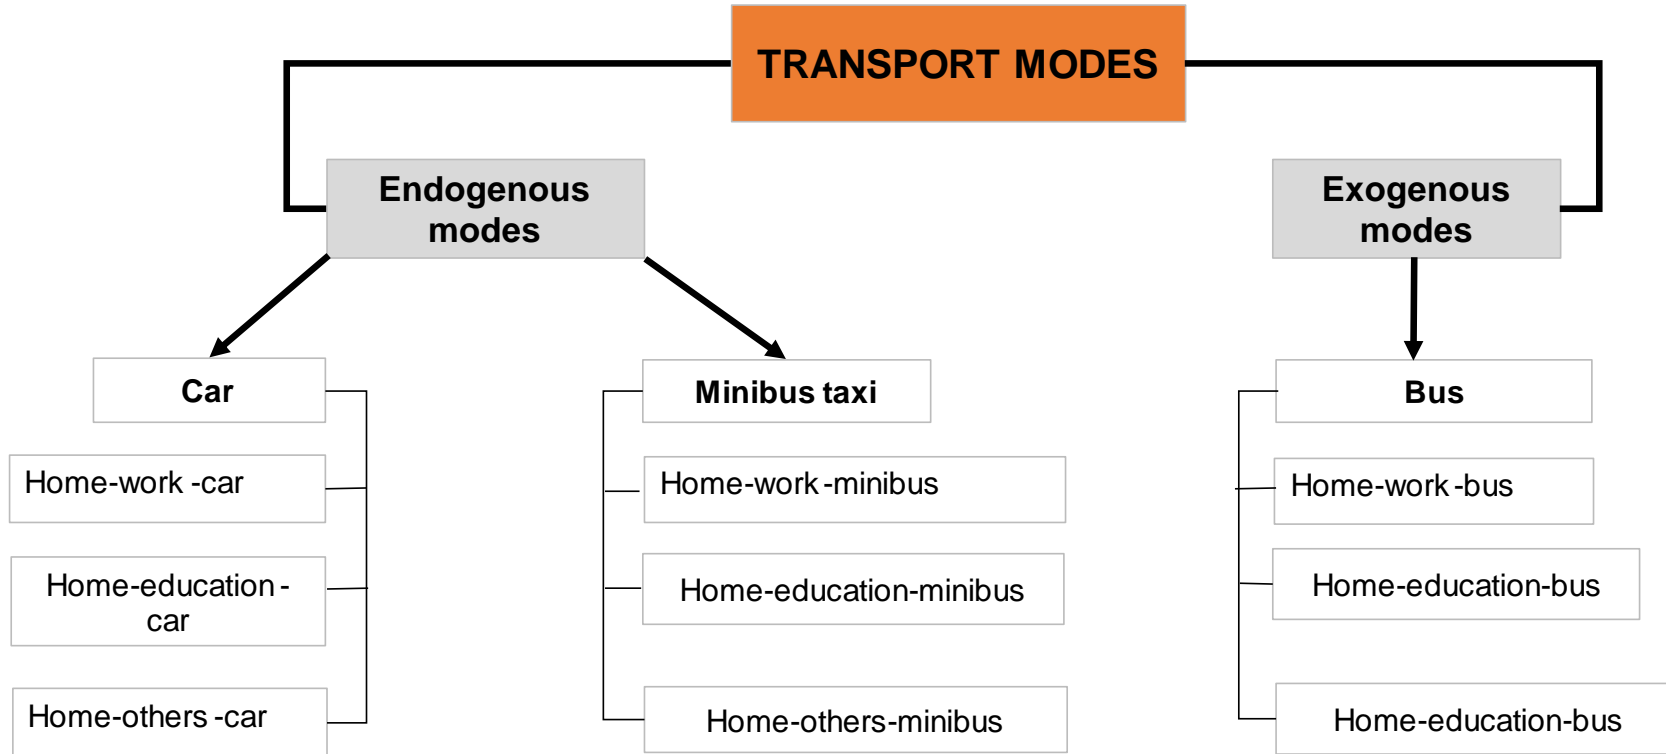 TRANSPORT MODES
Endogenous
modes
Exogenous
modes
Car
Minibus taxi
Bus
Home-work -car
Home-work -minibus
Home-work -bus
Home-education -
car
Home-education-minibus
Home-education-bus
Home-others -car
Home-others-minibus
Home-education-bus